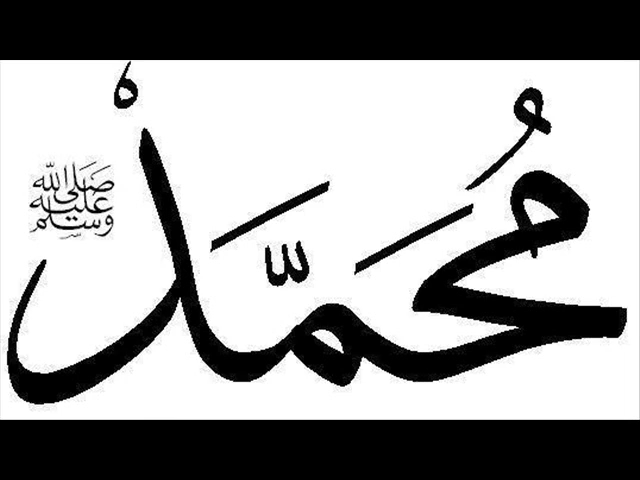 مُحَمَّدْ
صلى الله
عليه
وسلم